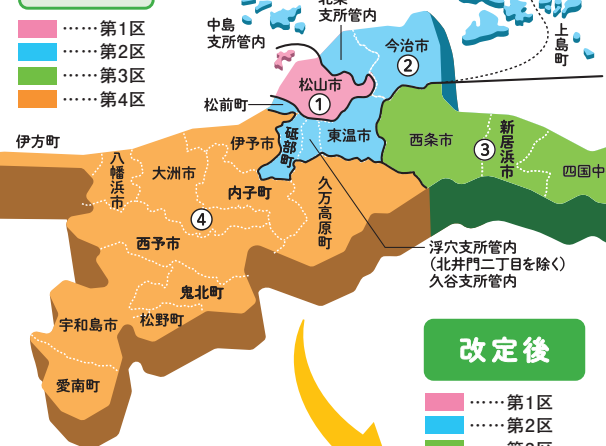 支所管内
中島
支所管内
……第1区
……第2区
……第3区
……第4区
今治市
②
上島町
松山市
①
松前町
砥部町
東温市
伊予市
西条市
③
新居浜市
四国中
伊方町
八幡浜市
大洲市
内子町
久万高原町
④
西予市
鬼北町
宇和島市
松野町
愛南町
浮穴支所管内
(北井門二丁目を除く)
久谷支所管内
改定後
……第1区
……第2区